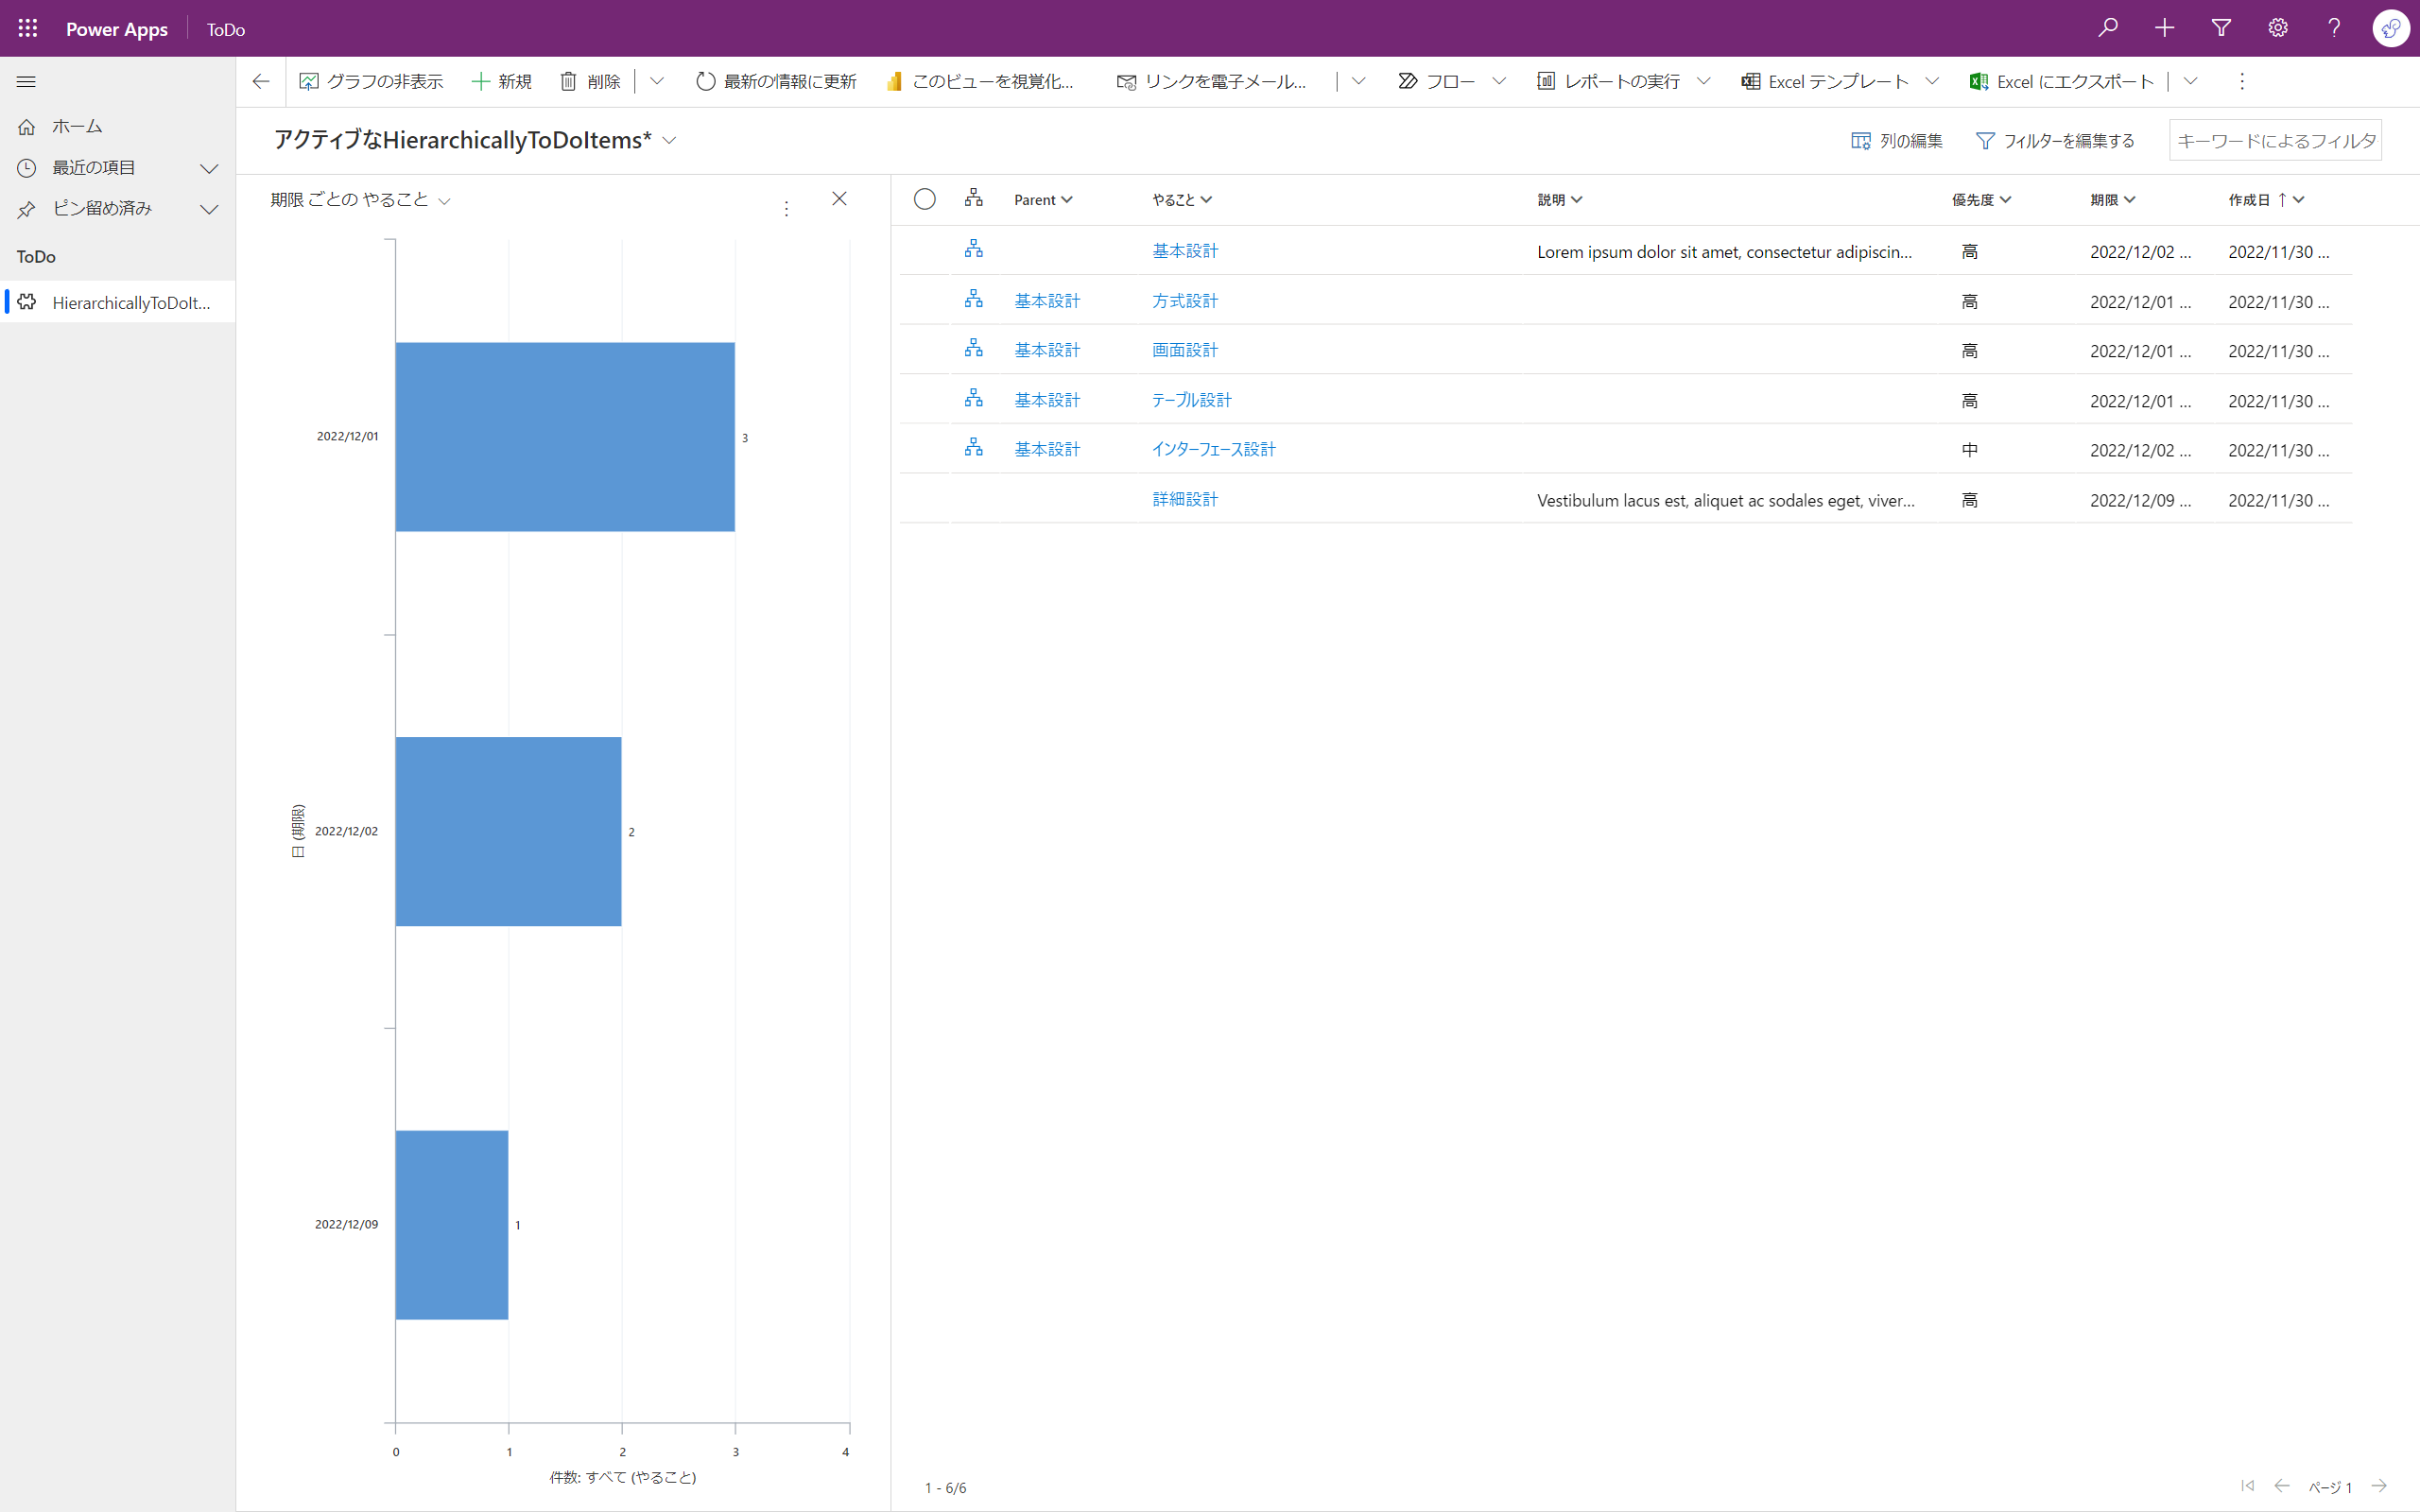 Power Apps ToDo
グラフの非表示 新規 削除 最新の情報に更新 このビューを視覚化... リンクを電子メール... フロー レポートの実行 Excel テンプレート Excel にエクスポート
ホーム
最近の項目
ピン留め済み
ToDo
HierarchicallyToDoIt...
アクティブなHierarchicallyToDoItems* 列の編集 フィルターを編集する キーワードによるフィルタ
期限 ごとの やること
2022/12/01 3
2022/12/02 2
2022/12/09 1
日 (期限)
0 1 2 3 4
件数: すべて (やること)
Parent やること 説明 優先度 期限 作成日 ↑
基本設計 Lorem ipsum dolor sit amet, consectetur adipiscin... 高 2022/12/02 ... 2022/11/30 ...
基本設計 方式設計 高 2022/12/01 ... 2022/11/30 ...
基本設計 画面設計 高 2022/12/01 ... 2022/11/30 ...
基本設計 テーブル設計 高 2022/12/01 ... 2022/11/30 ...
基本設計 インターフェース設計 中 2022/12/02 ... 2022/11/30 ...
詳細設計 Vestibulum lacus est, aliquet ac sodales eget, viver... 高 2022/12/09 ... 2022/11/30 ...
1 - 6/6 ページ 1